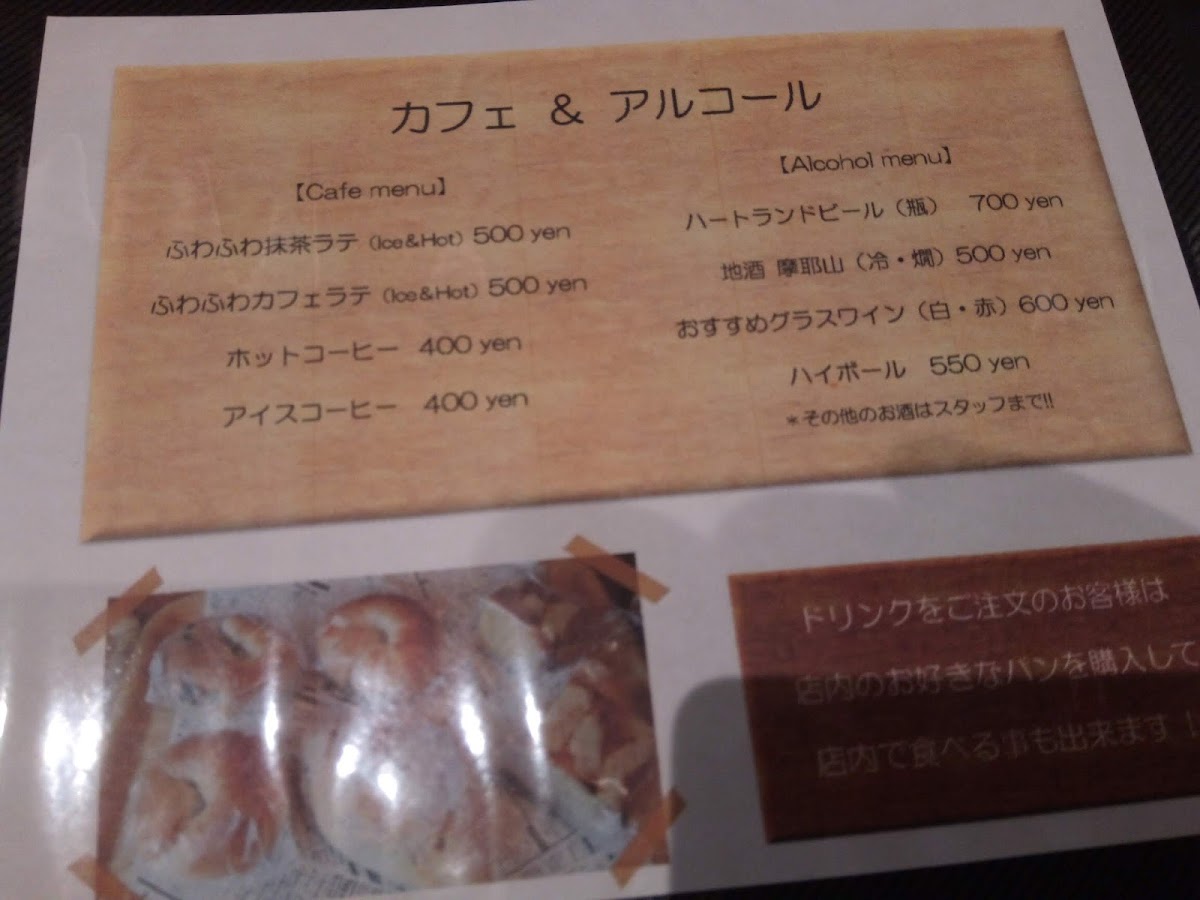 カフェ & アルコール
【Cafe menu】
ふわふわ抹茶ラテ（Ice&Hot）500 yen
ふわふわカフェラテ（Ice&Hot）500 yen
ホットコーヒー 400 yen
アイスコーヒー 400 yen
【Alcohol menu】
ハートランドビール（瓶） 700 yen
地酒 摩耶山（冷・燗）500 yen
おすすめグラスワイン（白・赤）600 yen
ハイボール 550 yen
＊その他のお酒はスタッフまで!!
ドリンクをご注文のお客様は
店内のお好きなパンを購入して
店内で食べる事も出来ます！